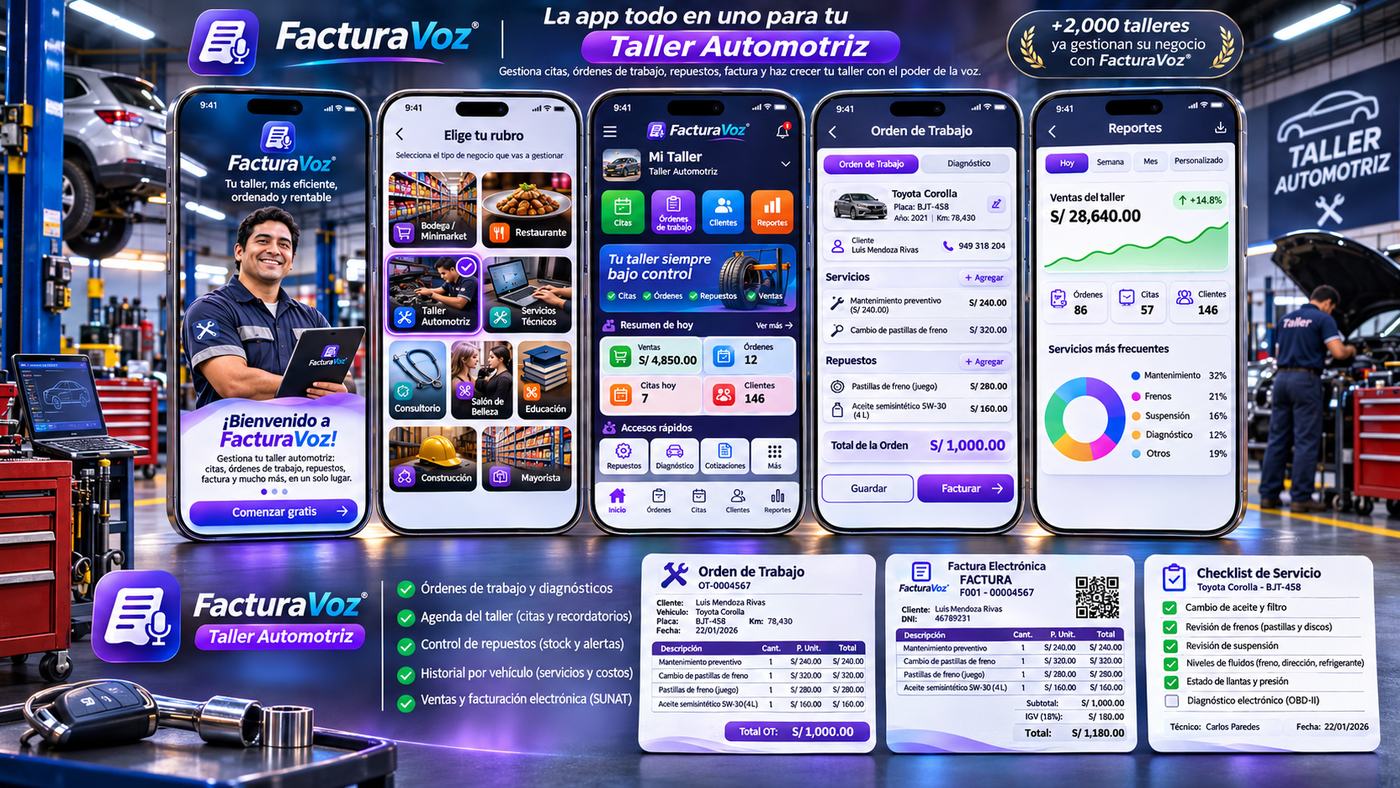 FacturaVoz®
La app todo en uno para tu
Taller Automotriz
Gestiona citas, órdenes de trabajo, repuestos, factura y haz crecer tu taller con el poder de la voz.
+2,000 talleres
ya gestionan su negocio
con FacturaVoz®
TALLER
AUTOMOTRIZ
Taller
9:41
FacturaVoz®
Tu taller, más eficiente,
ordenado y rentable
FacturaVoz®
¡Bienvenido a
FacturaVoz!
Gestiona tu taller automotriz:
citas, órdenes de trabajo, repuestos,
factura y mucho más, en un solo lugar.
Comenzar gratis →
9:41
Elige tu rubro
Selecciona el tipo de negocio que vas a gestionar
Bodega /
Minimarket
Restaurante
Taller
Automotriz
Servicios
Técnicos
Consultorio
Salón de
Belleza
Educación
Construcción
Mayorista
9:41
FacturaVoz®
Mi Taller
Taller Automotriz
Citas
Órdenes
de trabajo
Clientes
Reportes
Tu taller siempre
bajo control
Citas
Órdenes
Repuestos
Ventas
Resumen de hoy
Ver más →
Ventas
S/ 4,850.00
Órdenes
12
Citas hoy
7
Clientes
146
Accesos rápidos
Repuestos
Diagnóstico
Cotizaciones
Más
Inicio
Órdenes
Citas
Clientes
Reportes
9:41
Orden de Trabajo
Orden de Trabajo
Diagnóstico
Toyota Corolla
Placa: BJT-458
Año: 2021 | Km: 78,430
Cliente
Luis Mendoza Rivas
949 318 204
Servicios
+ Agregar
Mantenimiento preventivo
(S/ 240.00)
S/ 240.00
Cambio de pastillas de freno
S/ 320.00
Repuestos
+ Agregar
Pastillas de freno (juego)
S/ 280.00
Aceite semisintético 5W-30
(4 L)
S/ 160.00
Total de la Orden
S/ 1,000.00
Guardar
Facturar →
9:41
Reportes
Hoy
Semana
Mes
Personalizado
Ventas del taller
S/ 28,640.00
↑ +14.8%
Órdenes
86
Citas
57
Clientes
146
Servicios más frecuentes
Mantenimiento 32%
Frenos 21%
Suspensión 16%
Diagnóstico 12%
Otros 19%
FacturaVoz®
Taller Automotriz
Órdenes de trabajo y diagnósticos
Agenda del taller (citas y recordatorios)
Control de repuestos (stock y alertas)
Historial por vehículo (servicios y costos)
Ventas y facturación electrónica (SUNAT)
Orden de Trabajo
OT-0004567
Cliente: Luis Mendoza Rivas
Vehículo: Toyota Corolla
Placa: BJT-458 Km: 78,430
Fecha: 22/01/2026
Descripción Cant. P. Unit. Total
Mantenimiento preventivo 1 S/ 240.00 S/ 240.00
Cambio de pastillas de freno 1 S/ 320.00 S/ 320.00
Pastillas de freno (juego) 1 S/ 280.00 S/ 280.00
Aceite semisintético 5W-30 (4L) 1 S/ 160.00 S/ 160.00
Total OT: S/ 1,000.00
Factura Electrónica
FACTURA
F001 - 00004567
FacturaVoz®
Cliente: Luis Mendoza Rivas
DNI: 46789231
Descripción Cant. P. Unit. Total
Mantenimiento preventivo 1 S/ 240.00 S/ 240.00
Cambio de pastillas de freno 1 S/ 320.00 S/ 320.00
Pastillas de freno (juego) 1 S/ 280.00 S/ 280.00
Aceite semisintético 5W-30 (4L) 1 S/ 160.00 S/ 160.00
Subtotal: S/ 1,000.00
IGV (18%): S/ 180.00
Total: S/ 1,180.00
Checklist de Servicio
Toyota Corolla - BJT-458
Cambio de aceite y filtro
Revisión de frenos (pastillas y discos)
Revisión de suspensión
Niveles de fluidos (freno, dirección, refrigerante)
Estado de llantas y presión
Diagnóstico electrónico (OBD-II)
Técnico: Carlos Paredes
Fecha: 22/01/2026